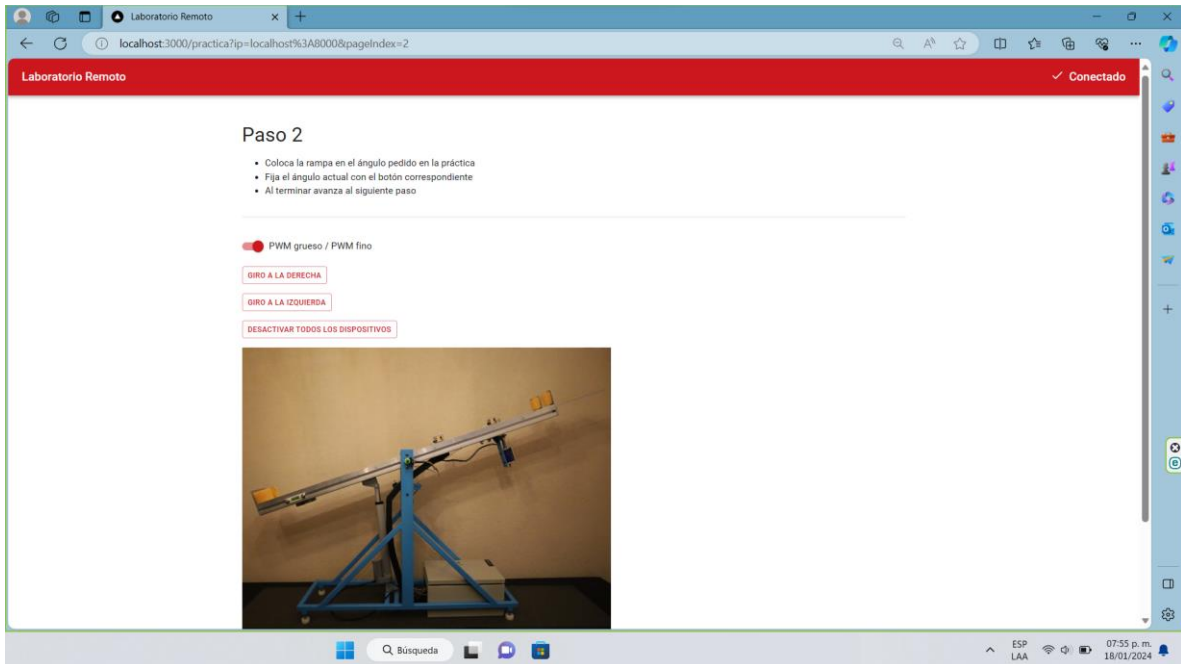 Laboratorio Remoto
localhost:3000/practica?ip=localhost%3A8000&pageIndex=2
Laboratorio Remoto
Conectado
Paso 2
Coloca la rampa en el ángulo pedido en la práctica
Fija el ángulo actual con el botón correspondiente
Al terminar avanza al siguiente paso
PWM grueso / PWM fino
GIRO A LA DERECHA
GIRO A LA IZQUIERDA
DESACTIVAR TODOS LOS DISPOSITIVOS
Búsqueda
ESP
LAA
07:55 p. m.
18/01/2024